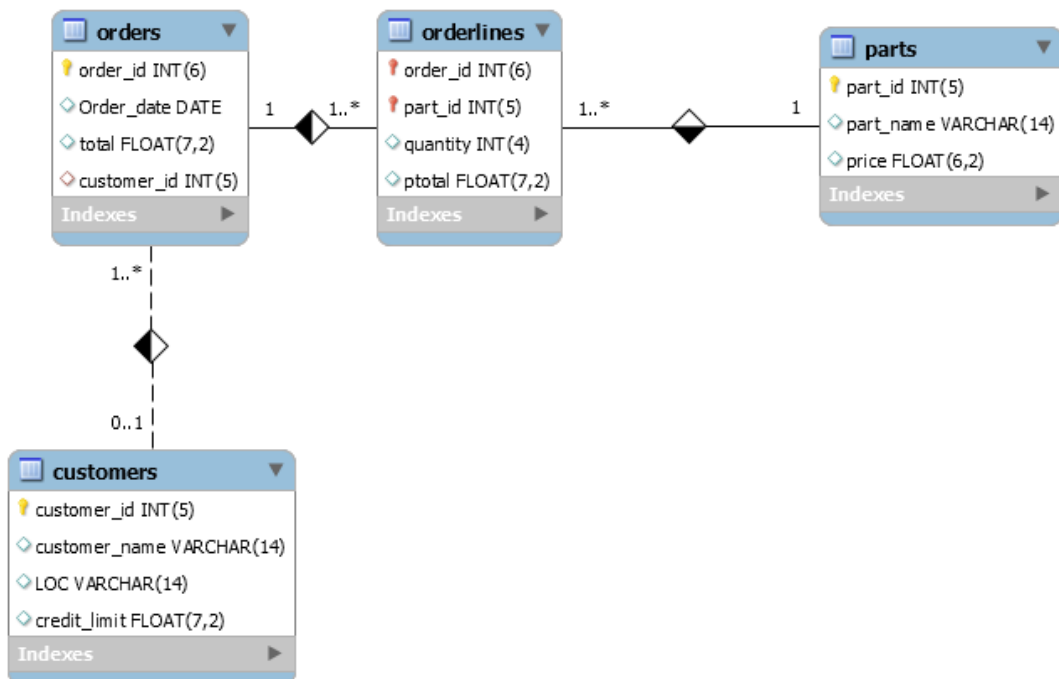 orders
order_id INT(6)
Order_date DATE
total FLOAT(7,2)
customer_id INT(5)
Indexes
1
1..*
orderlines
order_id INT(6)
part_id INT(5)
quantity INT(4)
ptotal FLOAT(7,2)
Indexes
1..*
1
parts
part_id INT(5)
part_name VARCHAR(14)
price FLOAT(6,2)
Indexes
1..*
0..1
customers
customer_id INT(5)
customer_name VARCHAR(14)
LOC VARCHAR(14)
credit_limit FLOAT(7,2)
Indexes